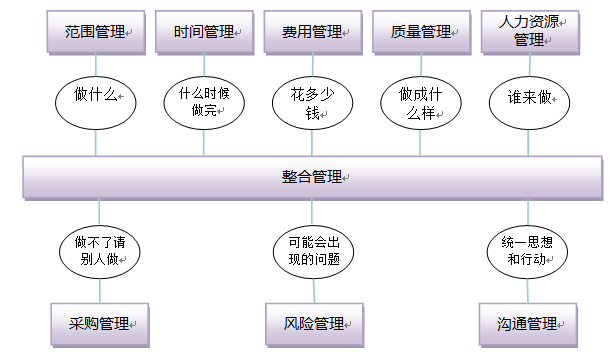 范围管理
时间管理
费用管理
质量管理
人力资源
管理
做什么
什么时候
做完
花多少
钱
做成什
么样
谁来做
整合管理
做不了请
别人做
可能会出
现的问题
统一思想
和行动
采购管理
风险管理
沟通管理